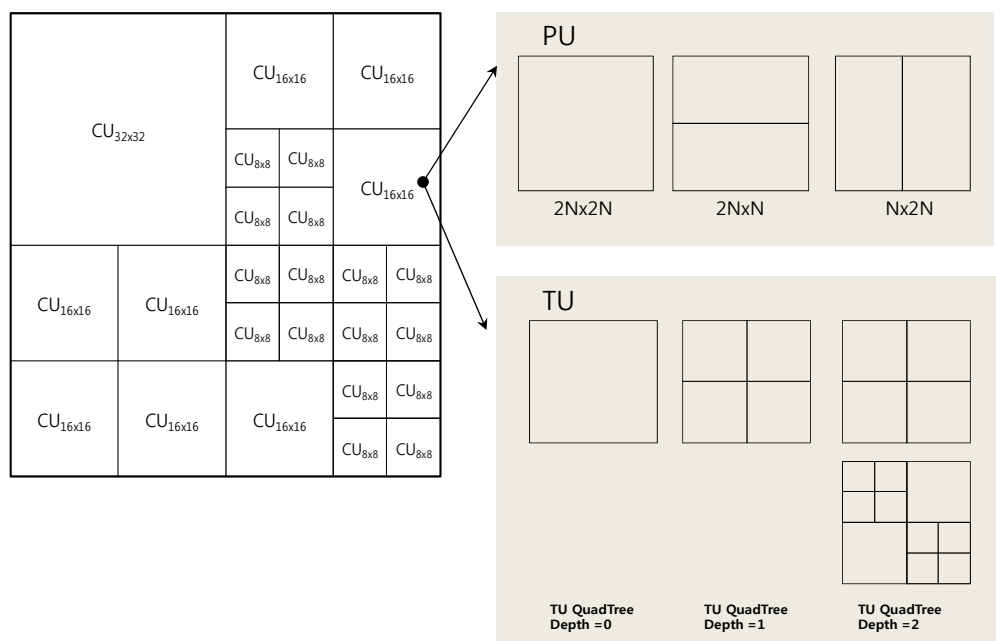 CU16x16 CU16x16
CU32x32
CU8x8 CU8x8
CU16x16
CU8x8 CU8x8
CU8x8 CU8x8 CU8x8 CU8x8
CU16x16 CU16x16
CU8x8 CU8x8 CU8x8 CU8x8
CU8x8 CU8x8
CU16x16 CU16x16 CU16x16
CU8x8 CU8x8
PU
2Nx2N 2NxN Nx2N
TU
TU QuadTree TU QuadTree TU QuadTree
Depth =0 Depth =1 Depth =2